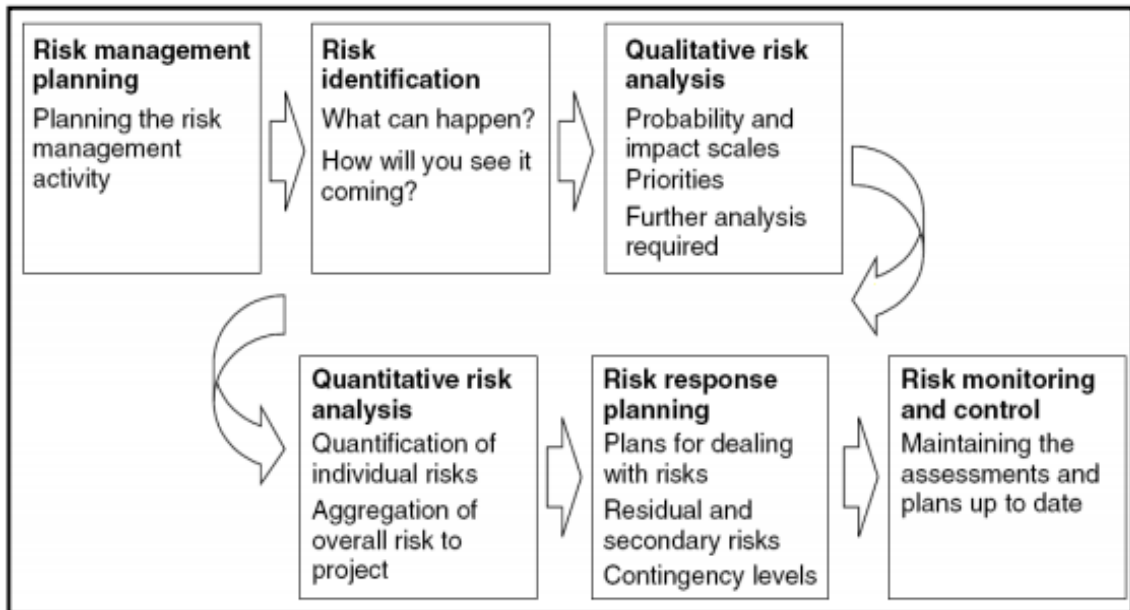 Risk management
planning
Planning the risk
management
activity
Risk
identification
What can happen?
How will you see it
coming?
Qualitative risk
analysis
Probability and
impact scales
Priorities
Further analysis
required
Quantitative risk
analysis
Quantification of
individual risks
Aggregation of
overall risk to
project
Risk response
planning
Plans for dealing
with risks
Residual and
secondary risks
Contingency levels
Risk monitoring
and control
Maintaining the
assessments and
plans up to date